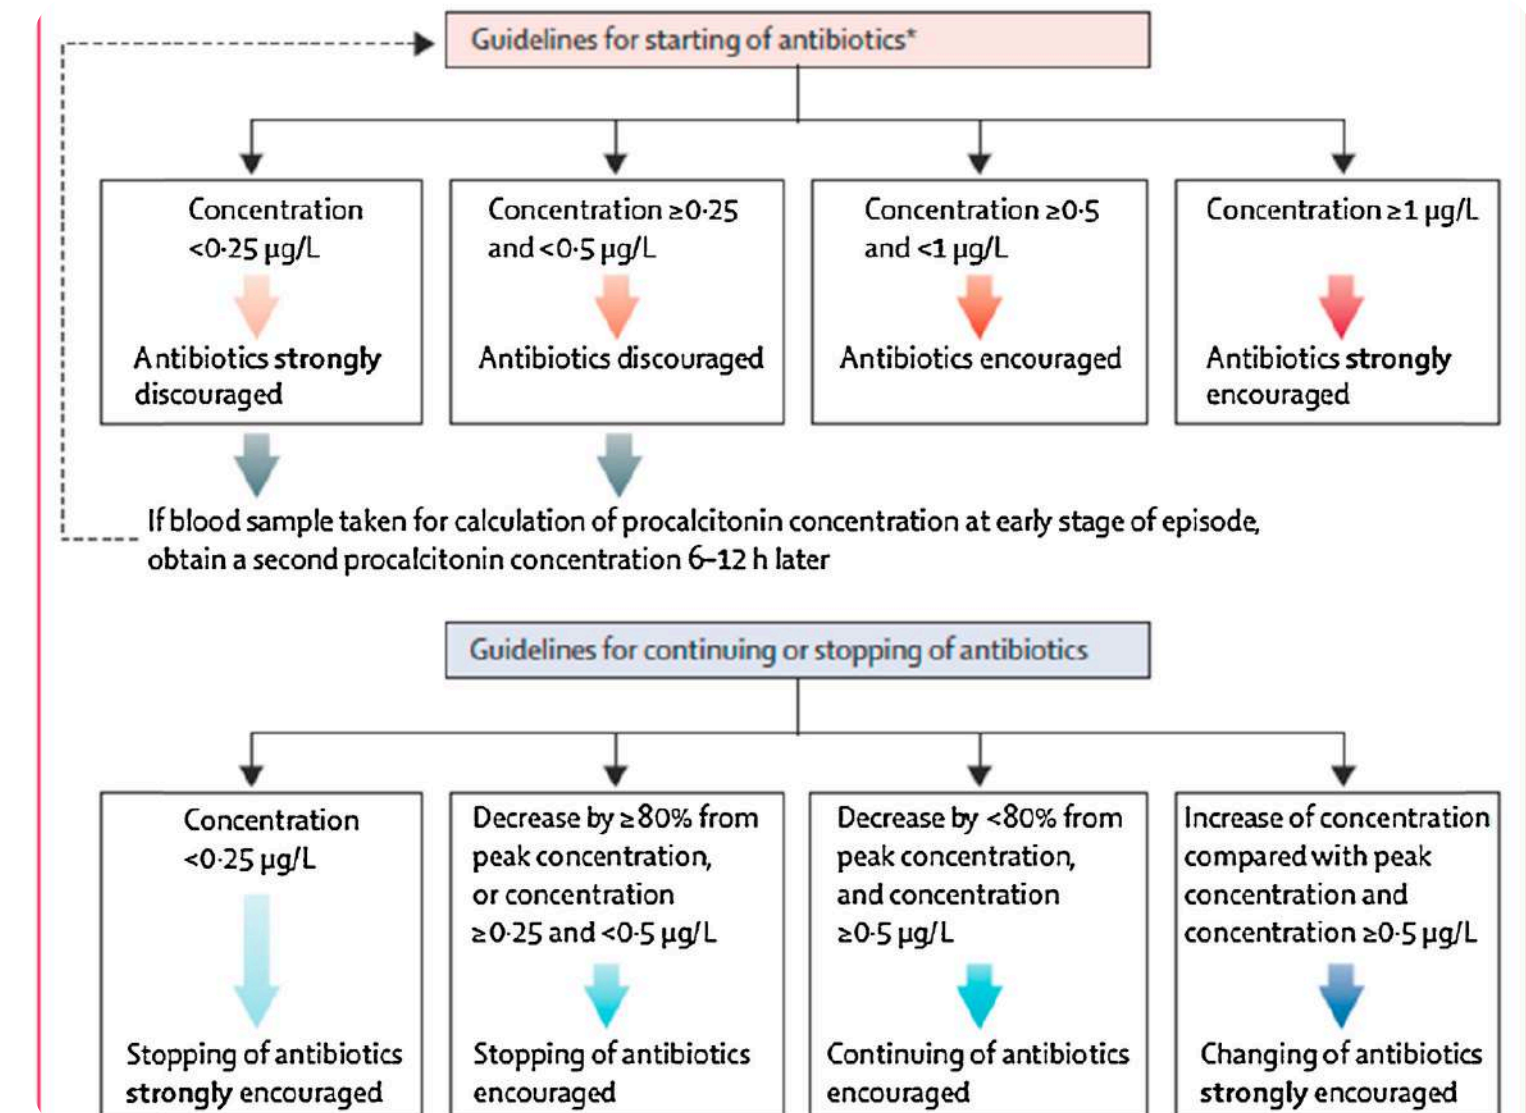 Guidelines for starting of antibiotics*
Concentration
<0·25 µg/L
Antibiotics strongly
discouraged
Concentration ≥0·25
and <0·5 µg/L
Antibiotics discouraged
Concentration ≥0·5
and <1 µg/L
Antibiotics encouraged
Concentration ≥1 µg/L
Antibiotics strongly
encouraged
If blood sample taken for calculation of procalcitonin concentration at early stage of episode,
obtain a second procalcitonin concentration 6–12 h later
Guidelines for continuing or stopping of antibiotics
Concentration
<0·25 µg/L
Stopping of antibiotics
strongly encouraged
Decrease by ≥80% from
peak concentration,
or concentration
≥0·25 and <0·5 µg/L
Stopping of antibiotics
encouraged
Decrease by <80% from
peak concentration,
and concentration
≥0·5 µg/L
Continuing of antibiotics
encouraged
Increase of concentration
compared with peak
concentration and
concentration ≥0·5 µg/L
Changing of antibiotics
strongly encouraged